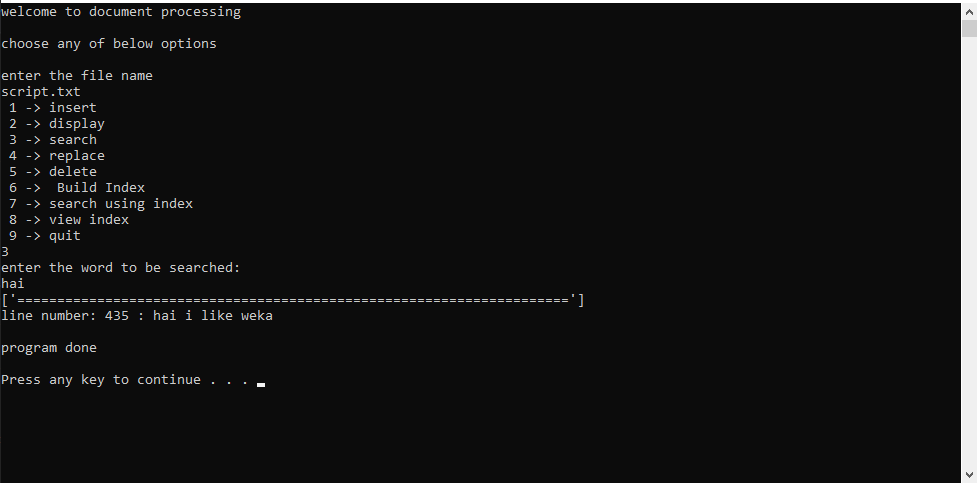 welcome to document processing
choose any of below options
enter the file name
script.txt
1 -> insert
2 -> display
3 -> search
4 -> replace
5 -> delete
6 ->  Build Index
7 -> search using index
8 -> view index
9 -> quit
3
enter the word to be searched:
hai
['=====================================================================']
line number: 435 : hai i like weka
program done
Press any key to continue . . .